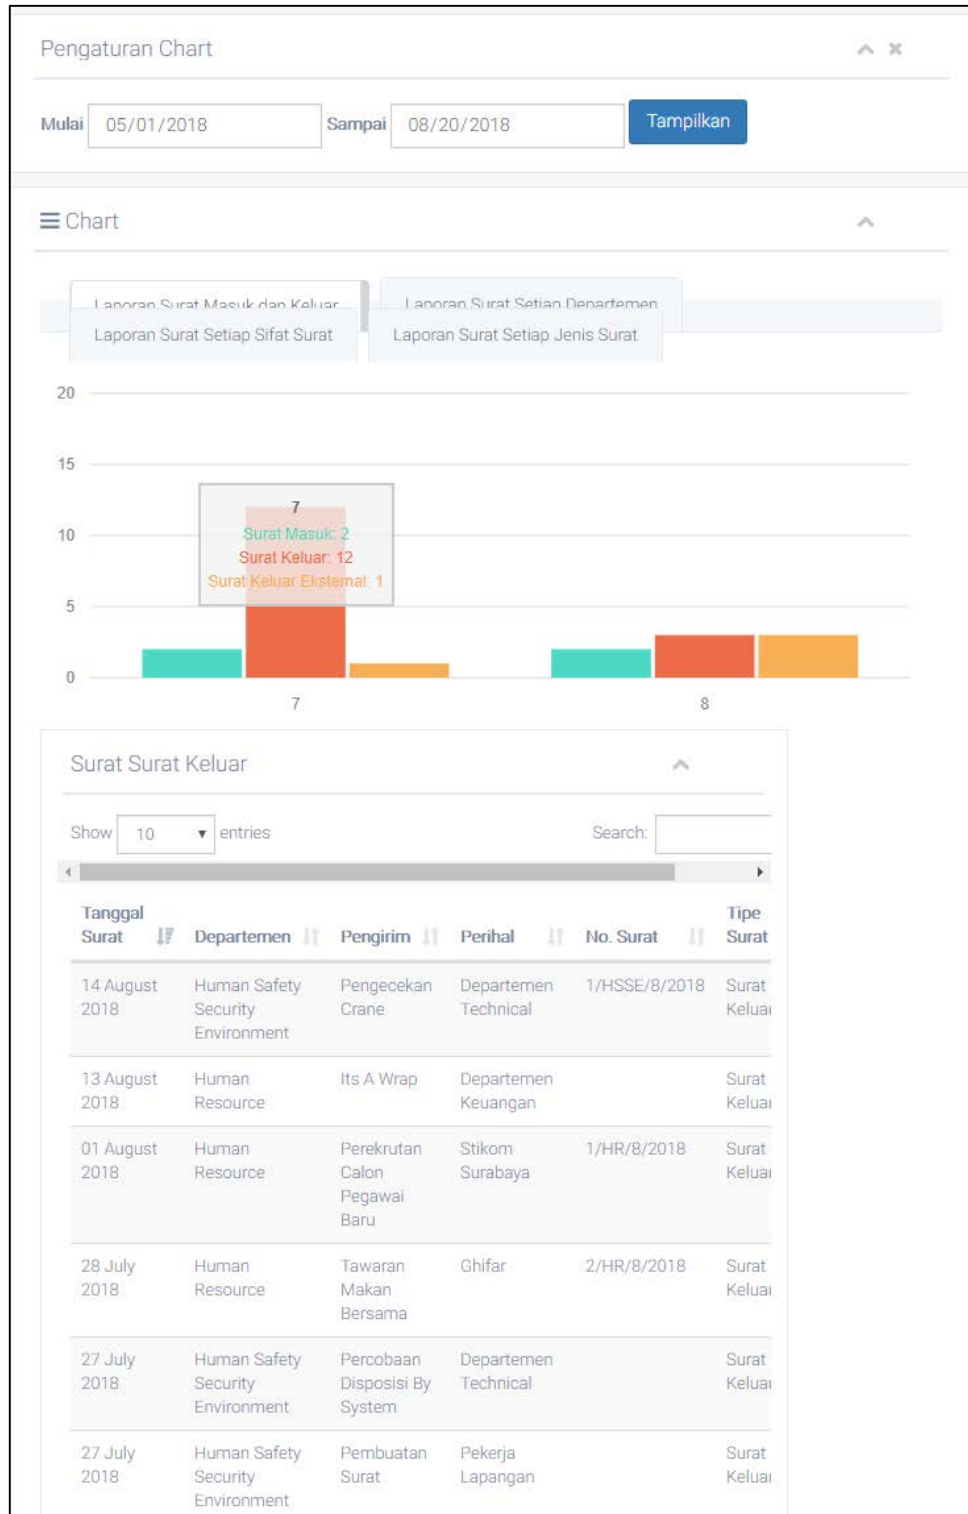 Pengaturan Chart
Mulai 05/01/2018 Sampai 08/20/2018 Tampilkan
Chart
Laporan Surat Masuk dan Keluar Laporan Surat Setiap Departemen
Laporan Surat Setiap Sifat Surat Laporan Surat Setiap Jenis Surat
20
15
10
5
0
7
Surat Masuk: 2
Surat Keluar: 12
Surat Keluar Eksternal: 1
7 8
Surat Surat Keluar
Show 10 entries Search:
Tanggal Tipe
Surat Departemen Pengirim Perihal No. Surat Surat
14 August Human Safety Pengecekan Departemen 1/HSSE/8/2018 Surat
2018 Security Crane Technical Keluar
Environment
13 August Human Its A Wrap Departemen Surat
2018 Resource Keuangan Keluar
01 August Human Perekrutan Stikom 1/HR/8/2018 Surat
2018 Resource Calon Surabaya Keluar
Pegawai
Baru
28 July Human Tawaran Ghifar 2/HR/8/2018 Surat
2018 Resource Makan Keluar
Bersama
27 July Human Safety Percobaan Departemen Surat
2018 Security Disposisi By Technical Keluar
Environment System
27 July Human Safety Pembuatan Pekerja Surat
2018 Security Surat Lapangan Keluar
Environment